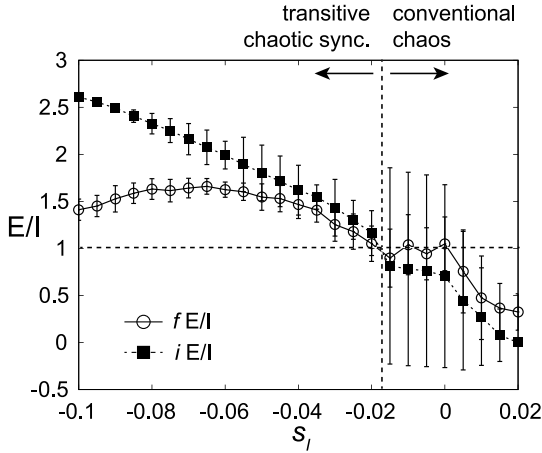 transitive conventional
chaotic sync. chaos
3
2.5
2
1.5
E/I
1
0.5
0
-0.5
f E/I
i E/I
-0.1 -0.08 -0.06 -0.04 -0.02 0 0.02
s_I